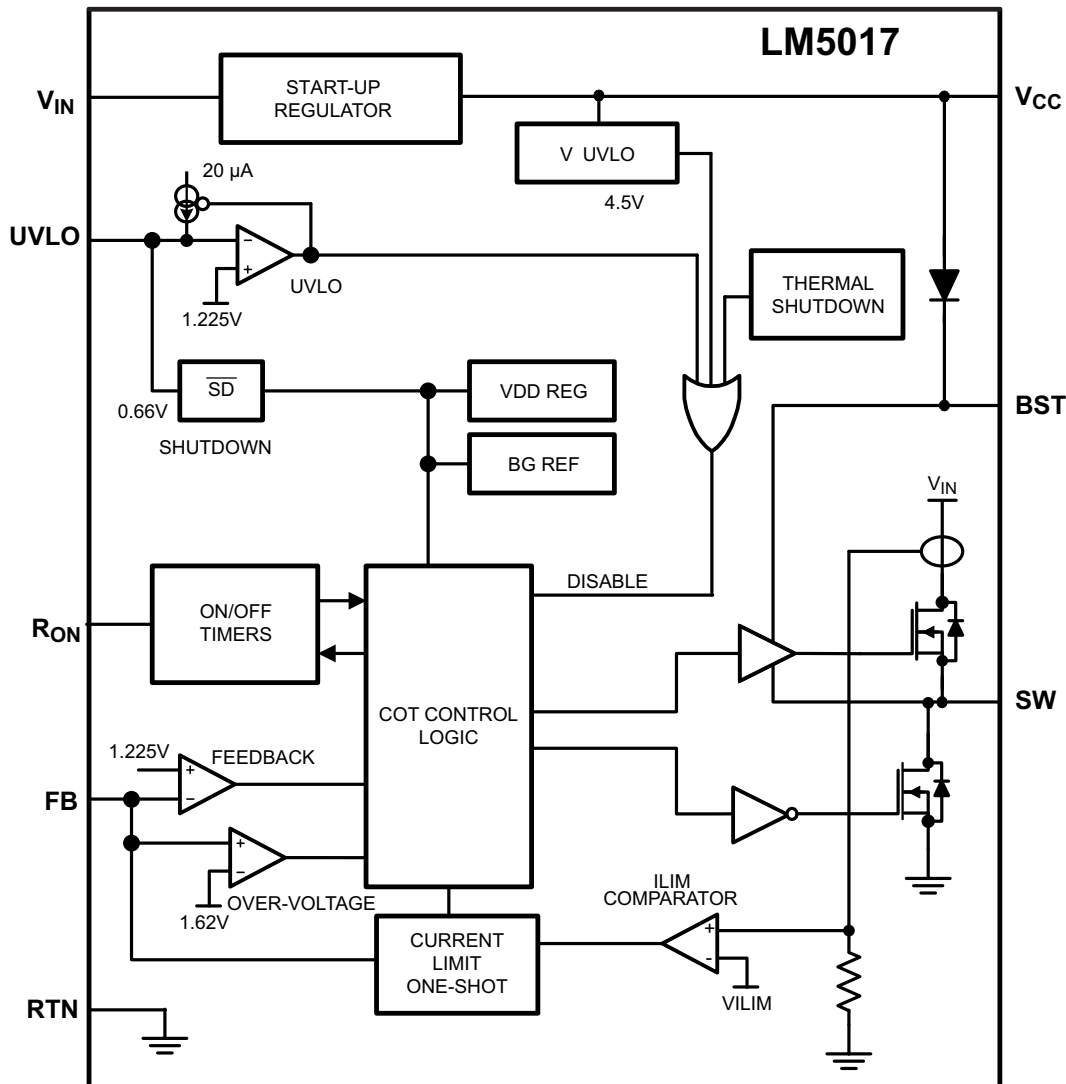 LM5017
VIN
START-UP
REGULATOR
VCC
V UVLO
4.5V
20 µA
UVLO
−
+
UVLO
1.225V
THERMAL
SHUTDOWN
0.66V
SD
SHUTDOWN
VDD REG
BG REF
BST
VIN
RON
ON/OFF
TIMERS
DISABLE
COT CONTROL
LOGIC
SW
1.225V
FEEDBACK
+
−
FB
+
−
1.62V
OVER-VOLTAGE
ILIM
COMPARATOR
+
-
VILIM
CURRENT
LIMIT
ONE-SHOT
RTN